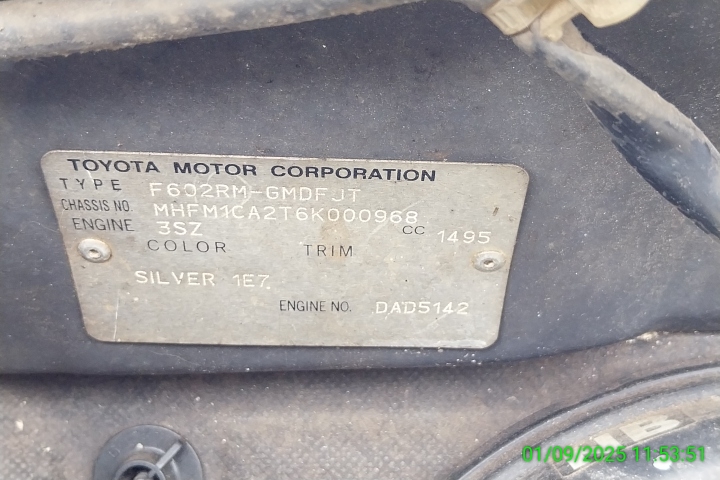 TOYOTA MOTOR CORPORATION
TYPE F602RM-GMDFJT
CHASSIS NO. MHFM1CA2T6K000968
ENGINE 3SZ CC 1495
COLOR TRIM
SILVER 1E7
ENGINE NO. DAD5142
01/09/2025 11:53:51